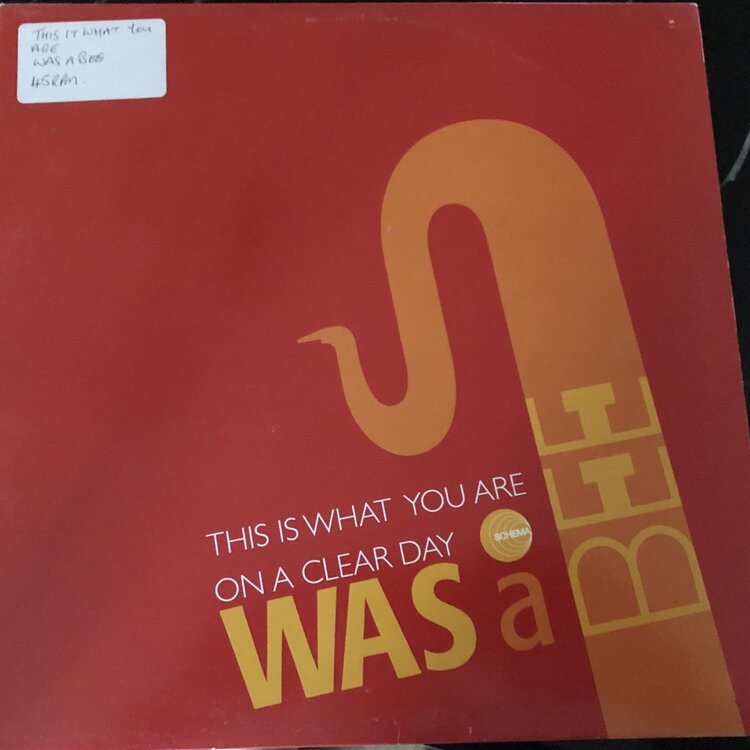 THIS IT WHAT YOU
ARE
WAS A BEE
45RPM.
THIS IS WHAT YOU ARE
ON A CLEAR DAY
SCHEMA
WAS a BEE